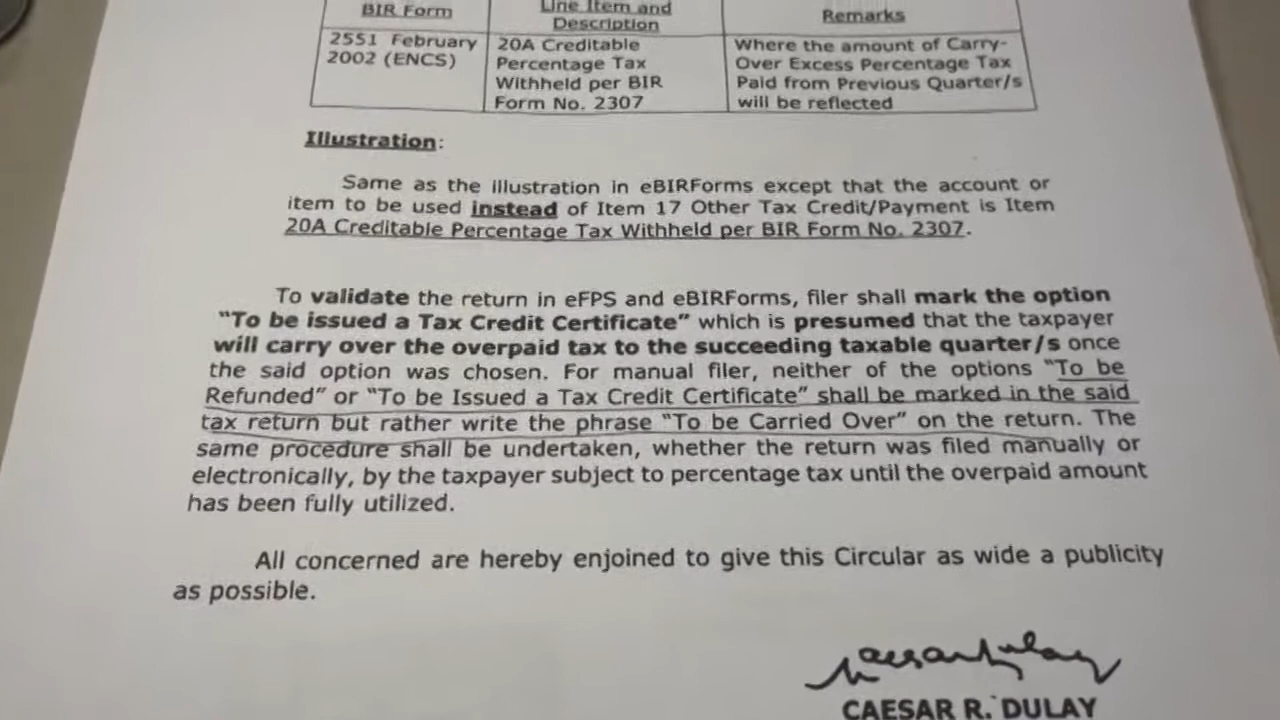 BIR Form
Line Item and
Description
Remarks
2551 February
2002 (ENCS)
20A Creditable
Percentage Tax
Withheld per BIR
Form No. 2307
Where the amount of Carry-
Over Excess Percentage Tax
Paid from Previous Quarter/s
will be reflected
Illustration:
Same as the illustration in eBIRForms except that the account or
item to be used instead of Item 17 Other Tax Credit/Payment is Item
20A Creditable Percentage Tax Withheld per BIR Form No. 2307.
To validate the return in eFPS and eBIRForms, filer shall mark the option
"To be issued a Tax Credit Certificate" which is presumed that the taxpayer
will carry over the overpaid tax to the succeeding taxable quarter/s once
the said option was chosen. For manual filer, neither of the options "To be
Refunded" or "To be Issued a Tax Credit Certificate" shall be marked in the said
tax return but rather write the phrase "To be Carried Over" on the return. The
same procedure shall be undertaken, whether the return was filed manually or
electronically, by the taxpayer subject to percentage tax until the overpaid amount
has been fully utilized.
All concerned are hereby enjoined to give this Circular as wide a publicity
as possible.
CAESAR R. DULAY